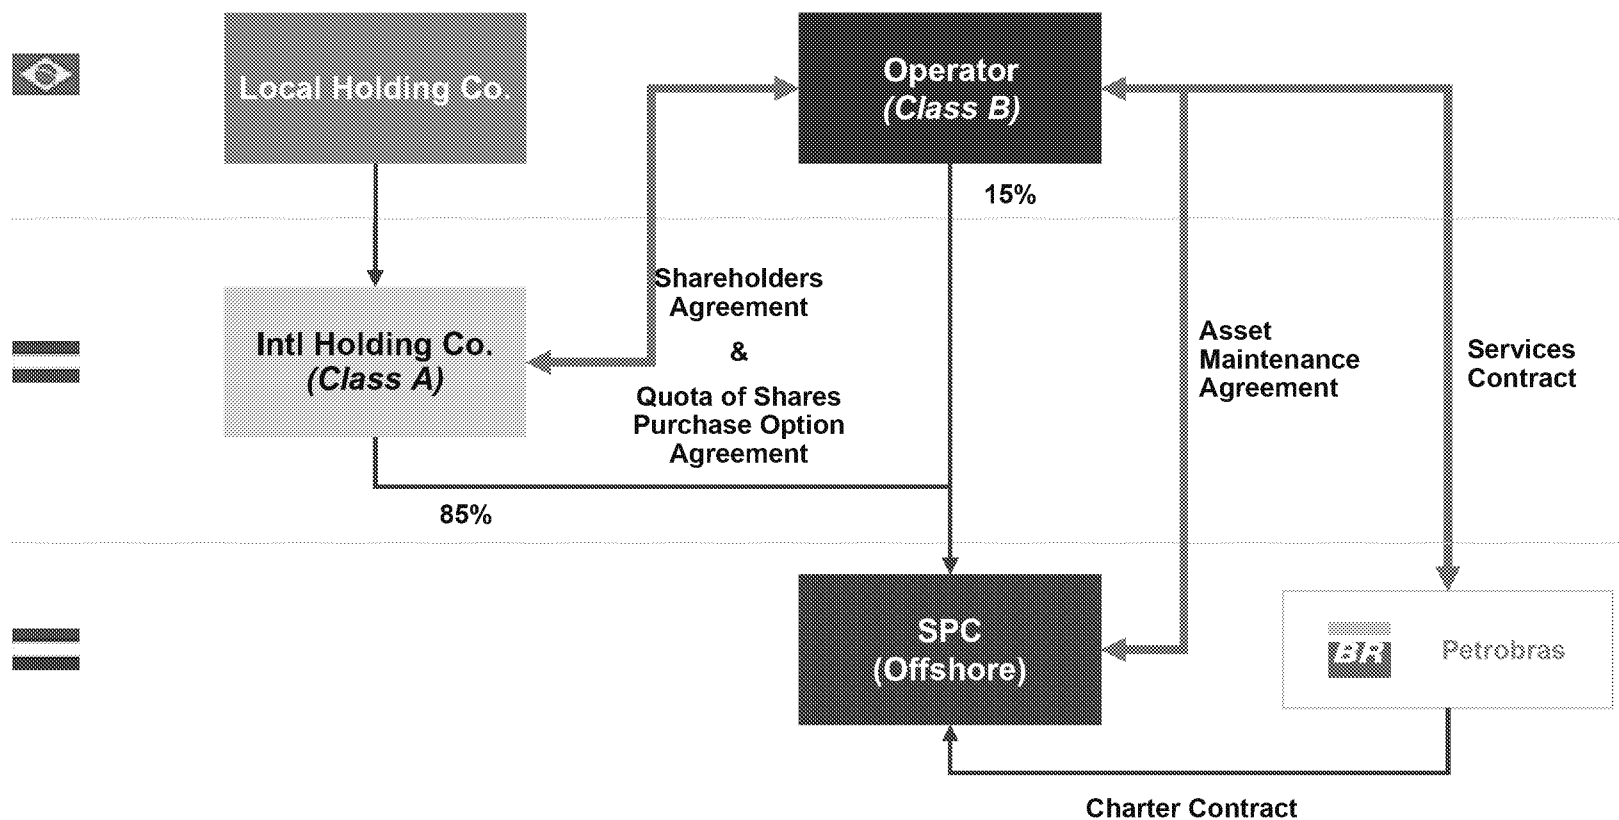 Local Holding Co.
Operator
(Class B)
15%
Shareholders
Agreement
&
Quota of Shares
Purchase Option
Agreement
Intl Holding Co.
(Class A)
Asset
Maintenance
Agreement
Services
Contract
85%
SPC
(Offshore)
BR
Petrobras
Charter Contract